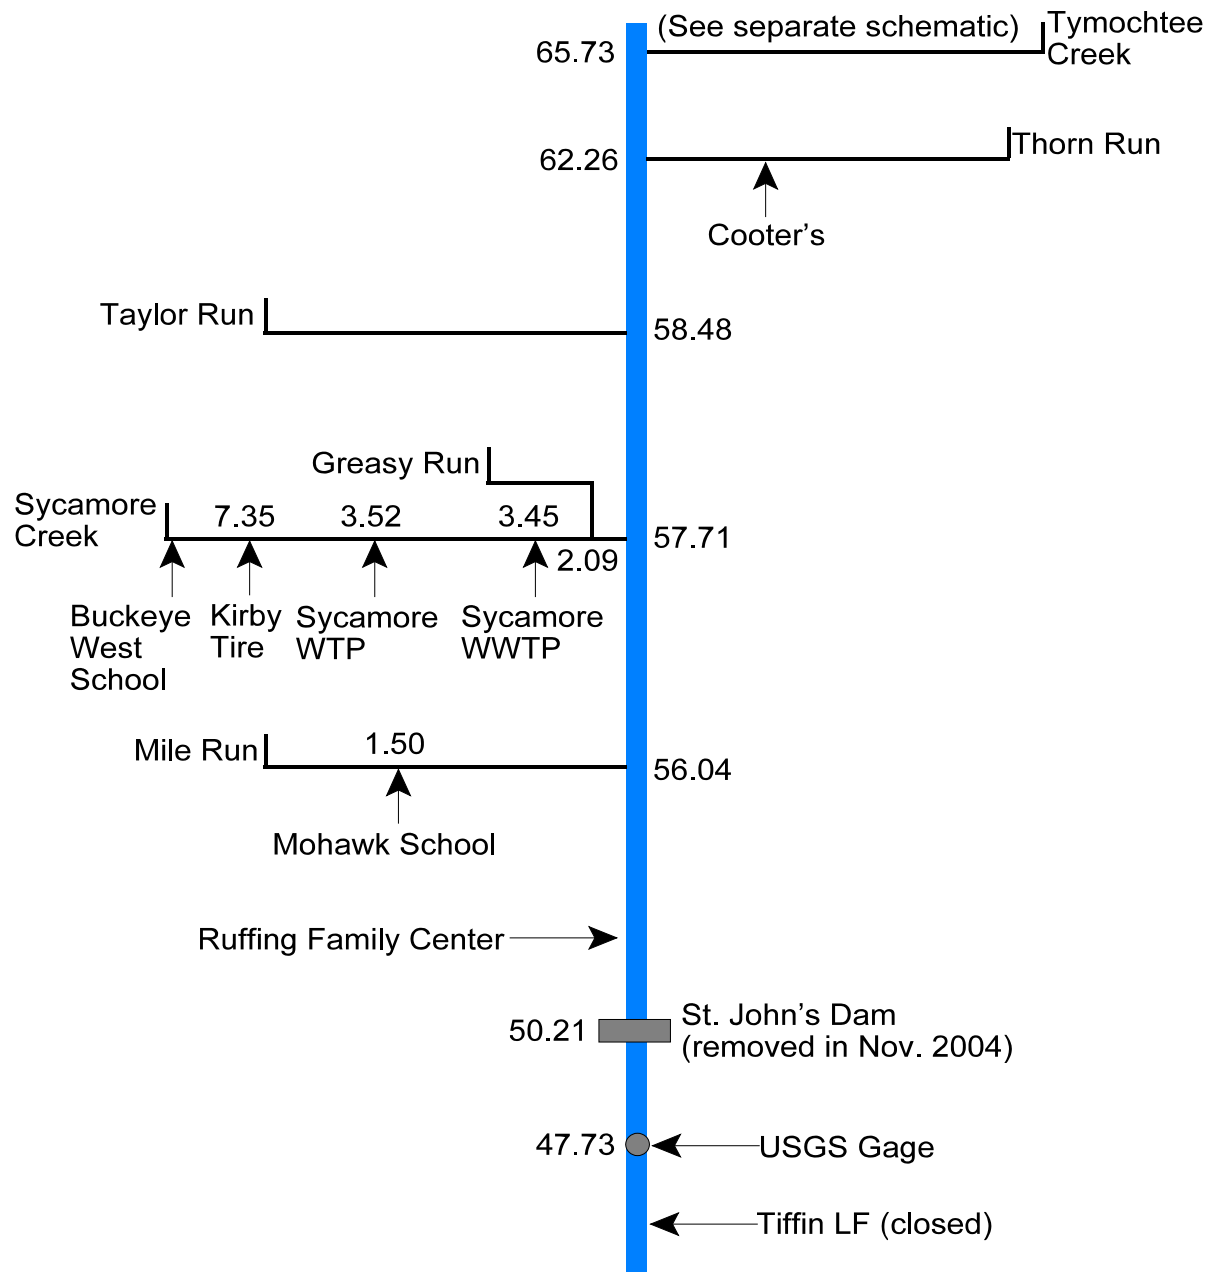 (See separate schematic)
Tymochtee
Creek
65.73
62.26
Thorn Run
Cooter's
Taylor Run
58.48
Greasy Run
Sycamore
Creek
7.35
3.52
3.45
2.09
57.71
Buckeye
West
School
Kirby
Tire
Sycamore
WTP
Sycamore
WWTP
Mile Run
1.50
56.04
Mohawk School
Ruffing Family Center
50.21
St. John's Dam
(removed in Nov. 2004)
47.73
USGS Gage
Tiffin LF (closed)